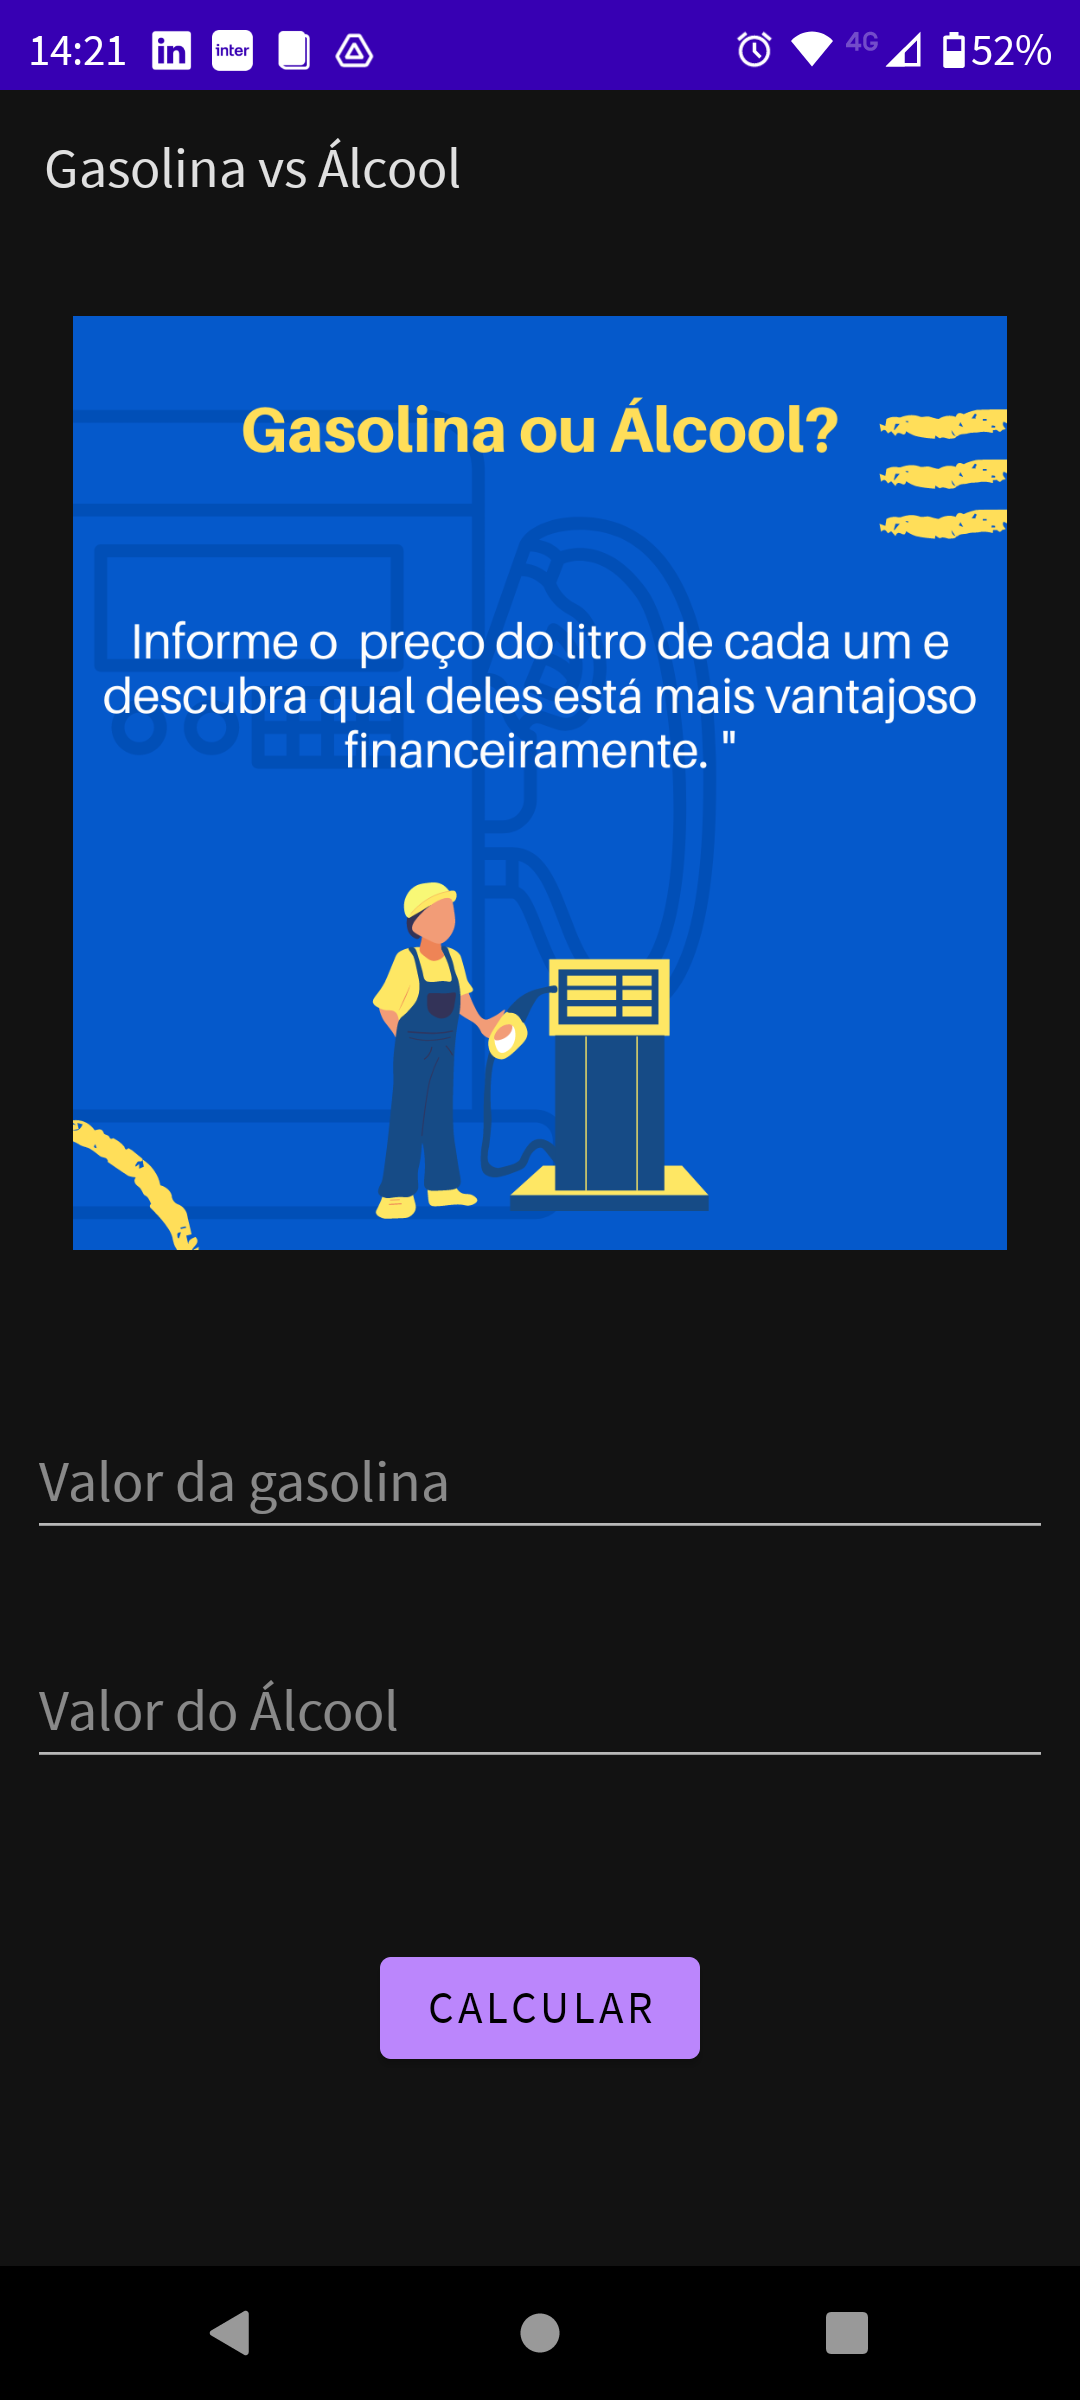 14:21 in inter 4G 52%
Gasolina vs Álcool
Gasolina ou Álcool?
Informe o  preço do litro de cada um e
descubra qual deles está mais vantajoso
financeiramente. "
Valor da gasolina
Valor do Álcool
CALCULAR